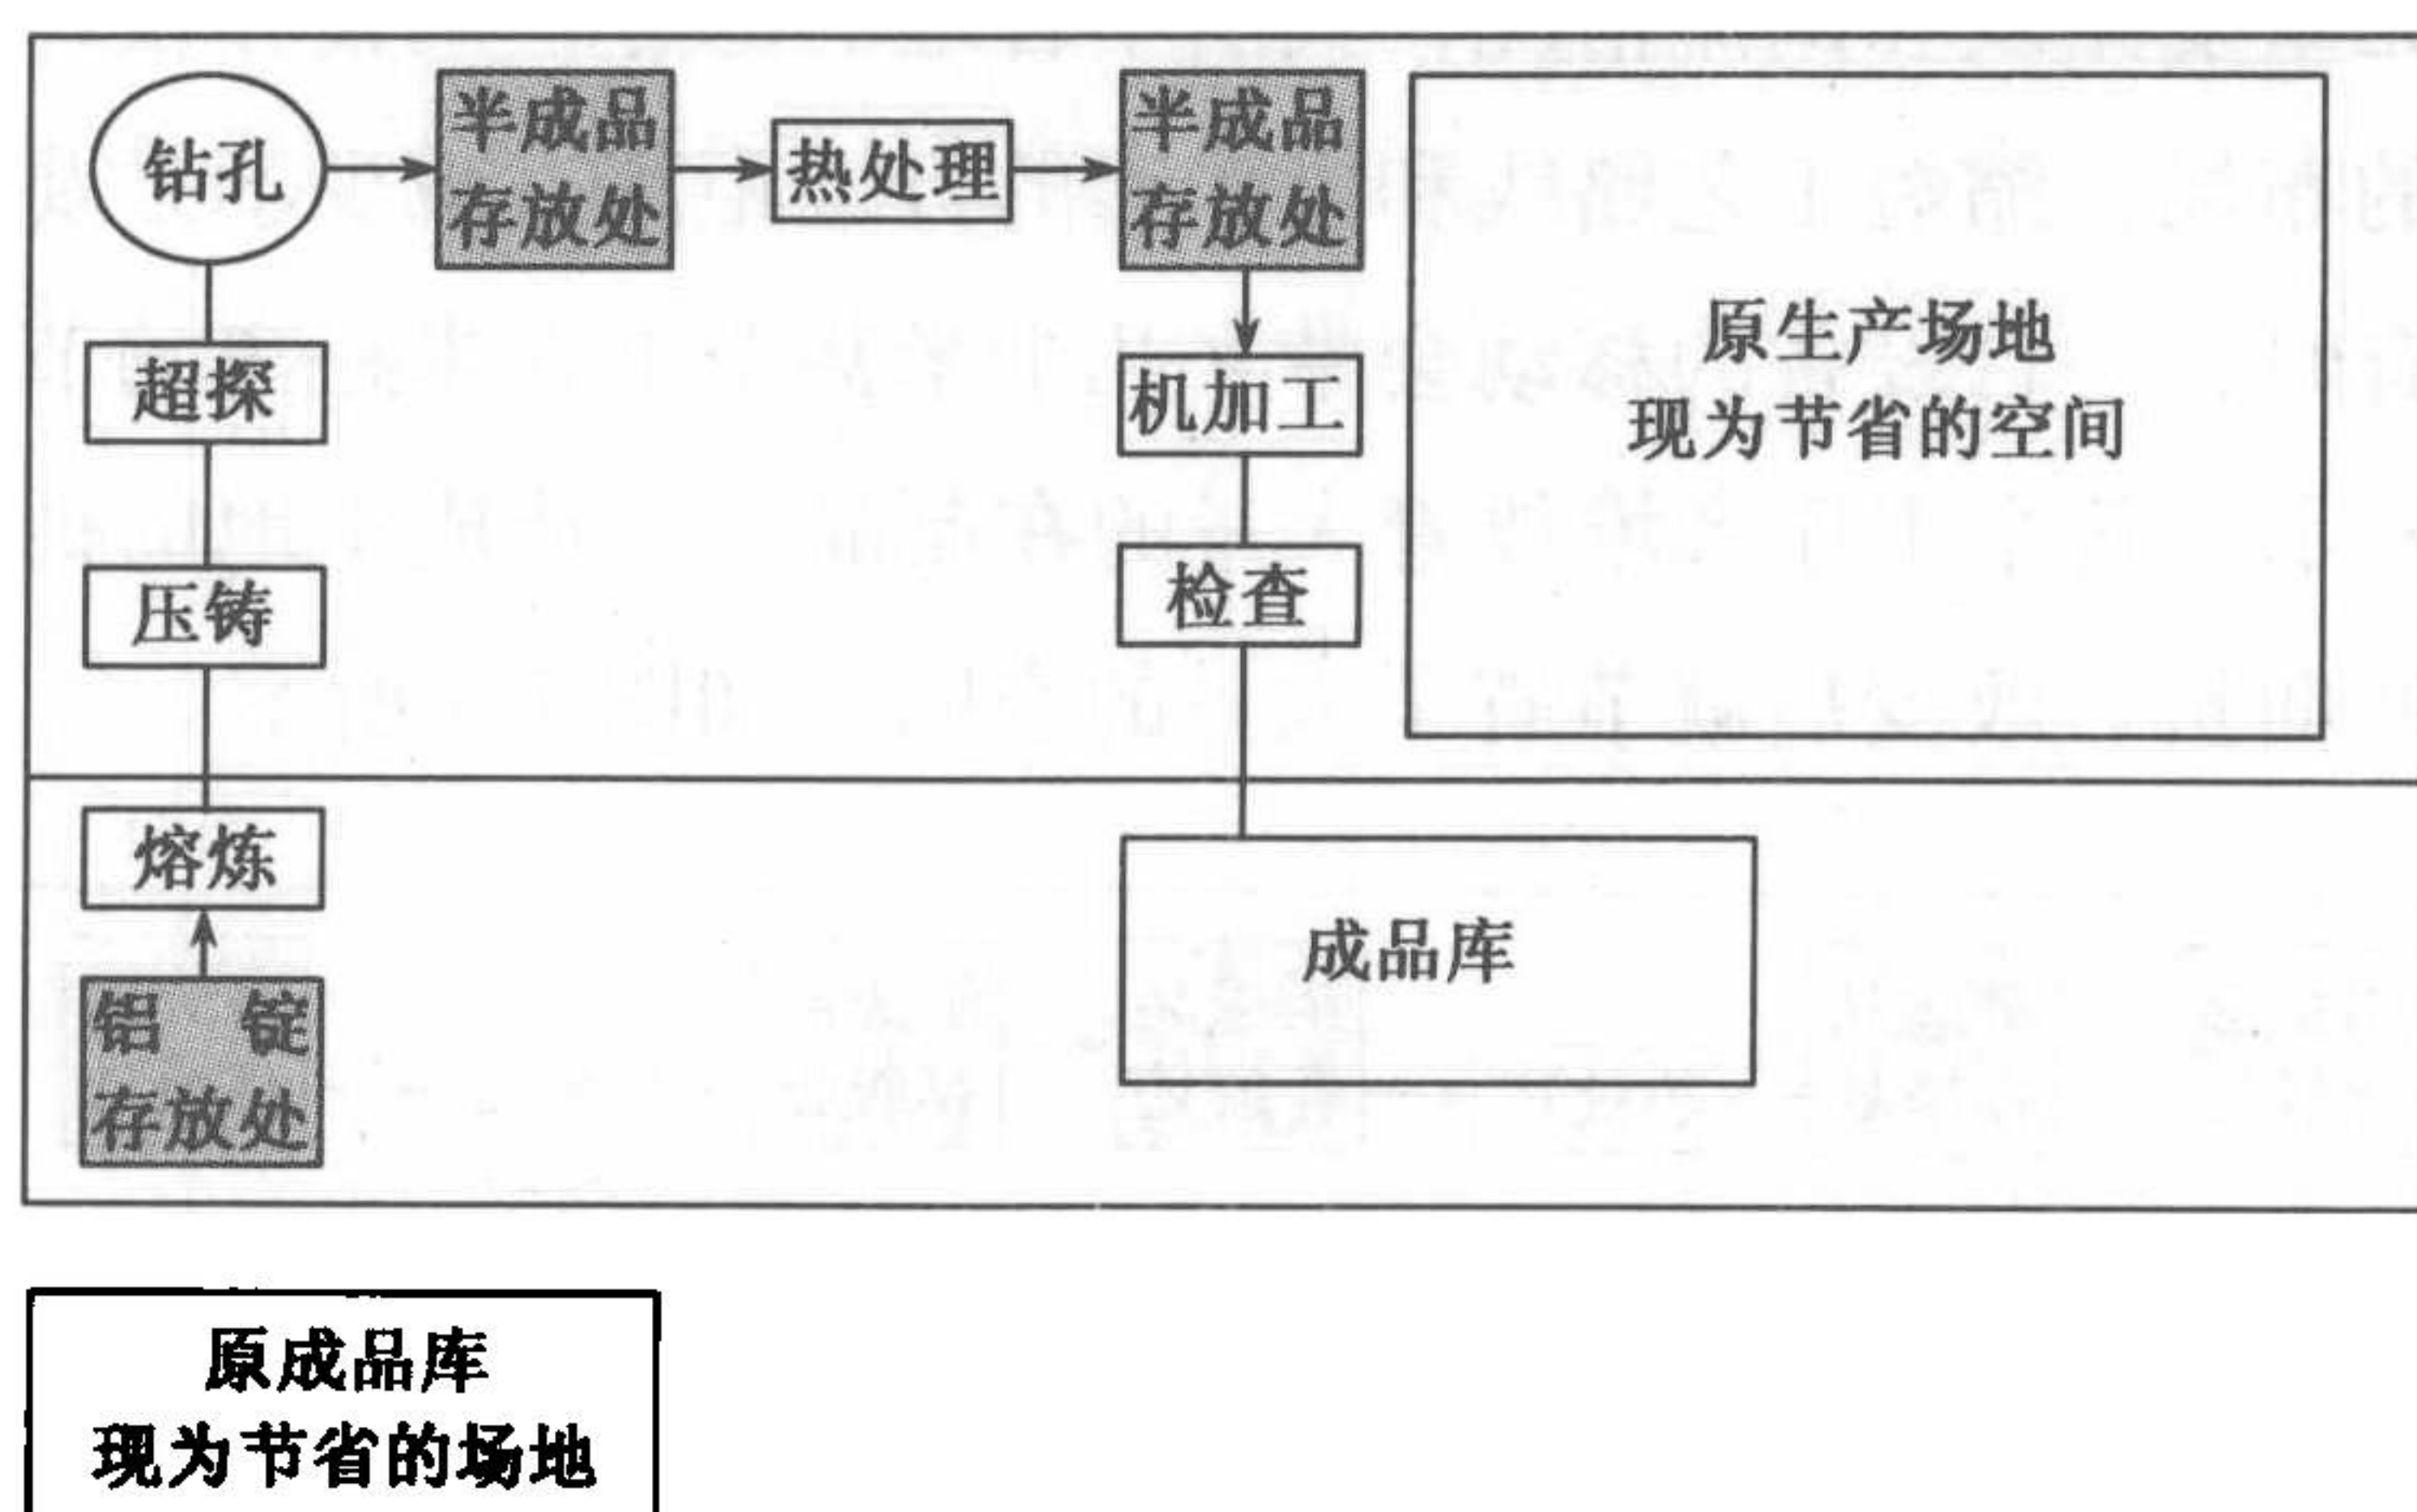 钻孔
半成品
存放处
热处理
半成品
存放处
原生产场地
现为节省的空间
超探
机加工
压铸
检查
熔炼
成品库
铝 锭
存放处
原成品库
现为节省的场地